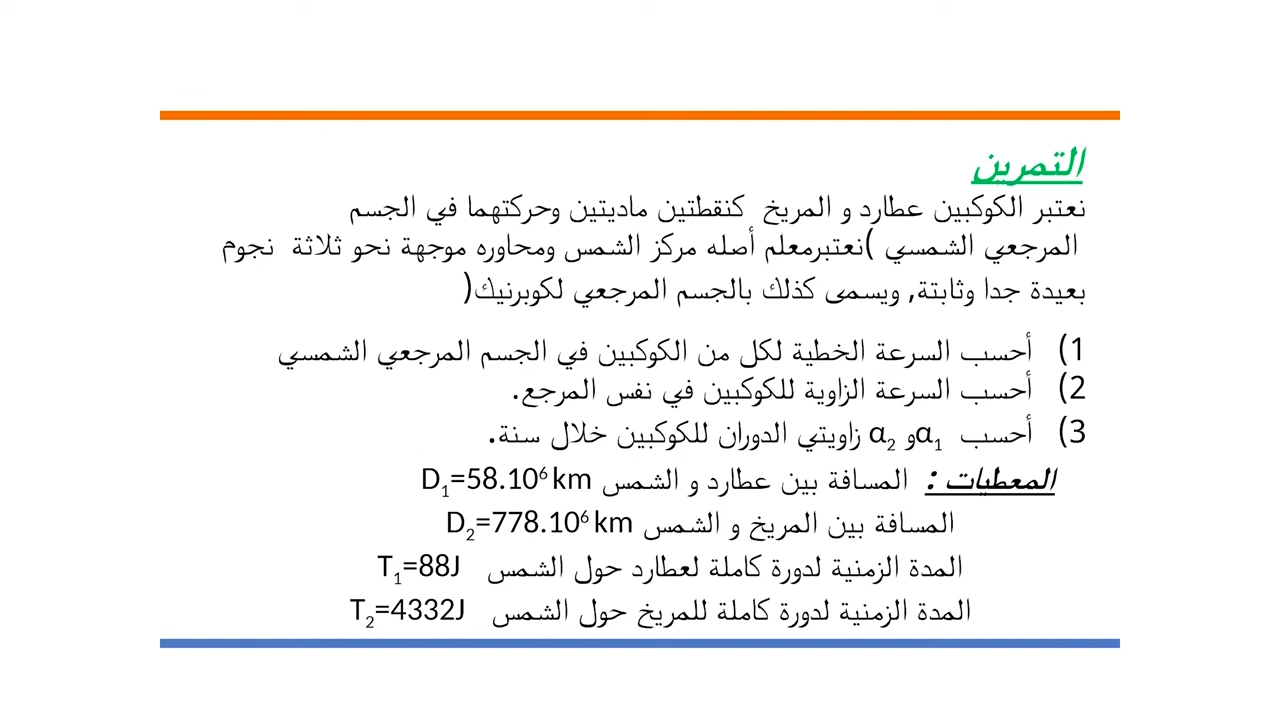 التمرين
نعتبر الكوكبين عطارد و المريخ كنقطتين ماديتين وحركتهما في الجسم
المرجعي الشمسي )نعتبرمعلم أصله مركز الشمس ومحاوره موجهة نحو ثلاثة نجوم
بعيدة جدا وثابتة, ويسمى كذلك بالجسم المرجعي لكوبرنيك(
1) أحسب السرعة الخطية لكل من الكوكبين في الجسم المرجعي الشمسي
2) أحسب السرعة الزاوية للكوكبين في نفس المرجع.
3) أحسب α₁و α₂ زاويتي الدوران للكوكبين خلال سنة.
المعطيات : المسافة بين عطارد و الشمس D₁=58.10⁶ km
المسافة بين المريخ و الشمس D₂=778.10⁶ km
المدة الزمنية لدورة كاملة لعطارد حول الشمس T₁=88J
المدة الزمنية لدورة كاملة للمريخ حول الشمس T₂=4332J